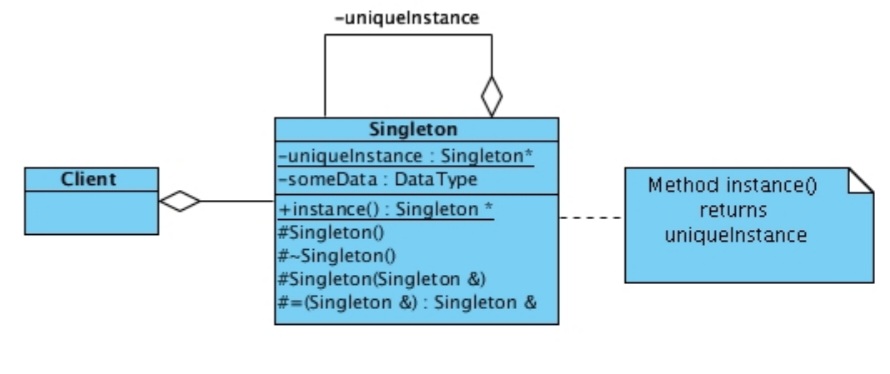 -uniqueInstance
Singleton
-uniqueInstance : Singleton*
-someData : DataType
+instance() : Singleton *
#Singleton()
#~Singleton()
#Singleton(Singleton &)
#=(Singleton &) : Singleton &
Client
Method instance()
returns
uniqueInstance